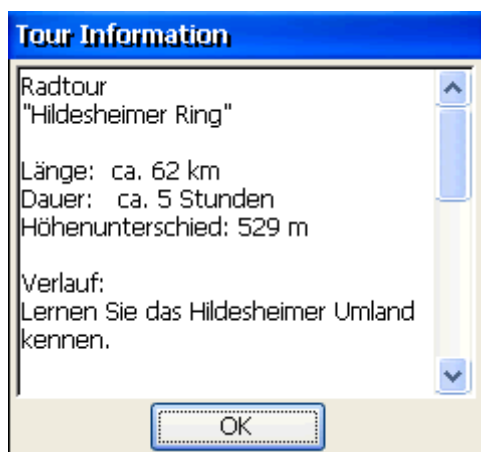 Tour Information
Radtour
"Hildesheimer Ring"
Länge: ca. 62 km
Dauer: ca. 5 Stunden
Höhenunterschied: 529 m
Verlauf:
Lernen Sie das Hildesheimer Umland
kennen.
OK